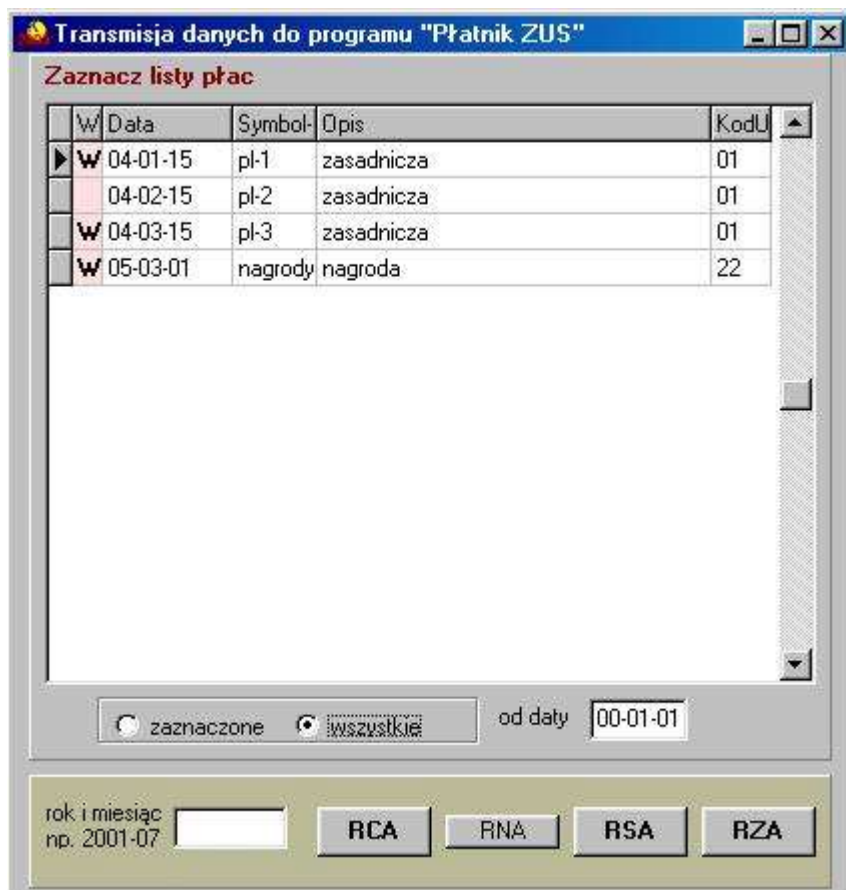 Transmisja danych do programu "Płatnik ZUS"
Zaznacz listy płac
W Data Symbol- Opis KodU
W 04-01-15 pl-1 zasadnicza 01
04-02-15 pl-2 zasadnicza 01
W 04-03-15 pl-3 zasadnicza 01
W 05-03-01 nagrody nagroda 22
zaznaczone wszystkie od daty 00-01-01
rok i miesiąc
np. 2001-07 RCA RNA RSA RZA